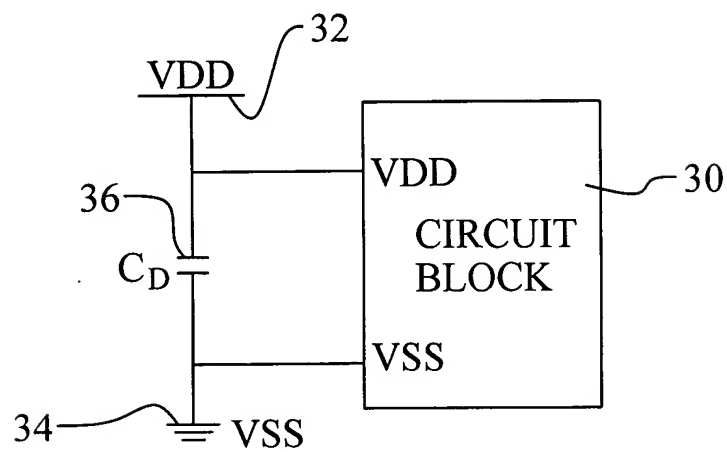 32
VDD
VDD
30
36
CIRCUIT
BLOCK
C_D
VSS
34
VSS